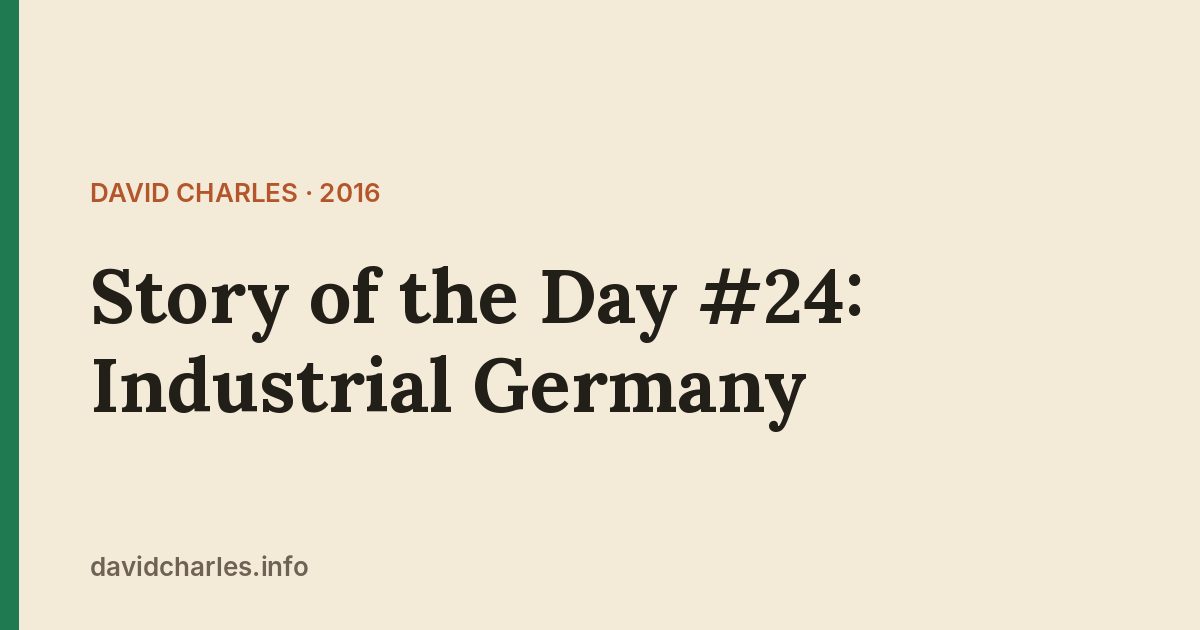 DAVID CHARLES · 2016
Story of the Day #24:
Industrial Germany
davidcharles.info